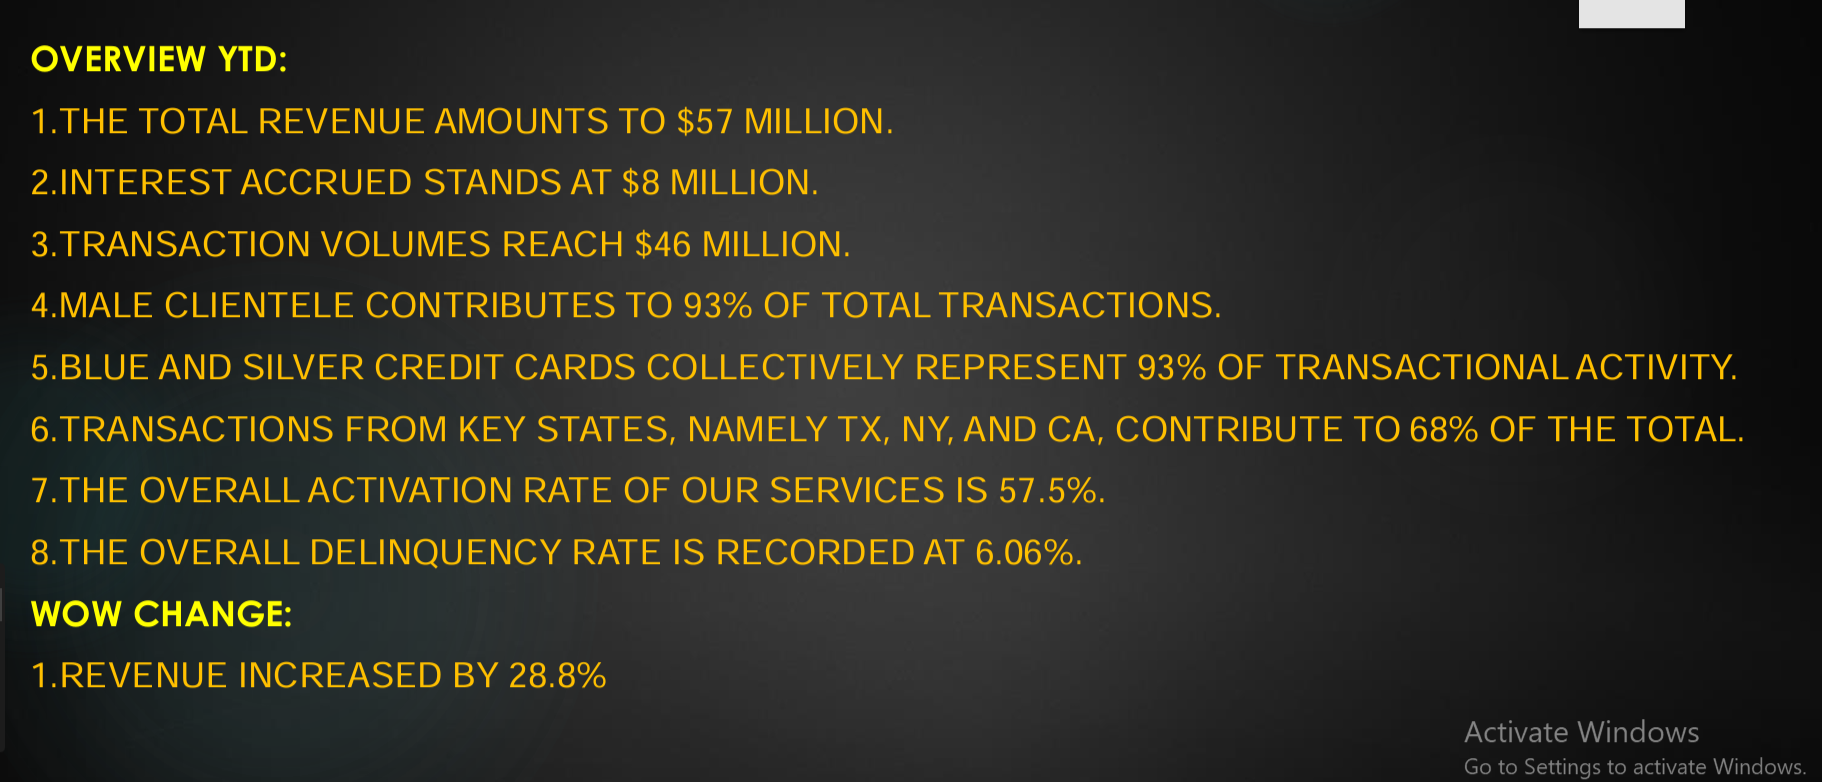 OVERVIEW YTD:
1.THE TOTAL REVENUE AMOUNTS TO $57 MILLION.
2.INTEREST ACCRUED STANDS AT $8 MILLION.
3.TRANSACTION VOLUMES REACH $46 MILLION.
4.MALE CLIENTELE CONTRIBUTES TO 93% OF TOTAL TRANSACTIONS.
5.BLUE AND SILVER CREDIT CARDS COLLECTIVELY REPRESENT 93% OF TRANSACTIONAL ACTIVITY.
6.TRANSACTIONS FROM KEY STATES, NAMELY TX, NY, AND CA, CONTRIBUTE TO 68% OF THE TOTAL.
7.THE OVERALL ACTIVATION RATE OF OUR SERVICES IS 57.5%.
8.THE OVERALL DELINQUENCY RATE IS RECORDED AT 6.06%.
WOW CHANGE:
1.REVENUE INCREASED BY 28.8%
Activate Windows
Go to Settings to activate Windows.